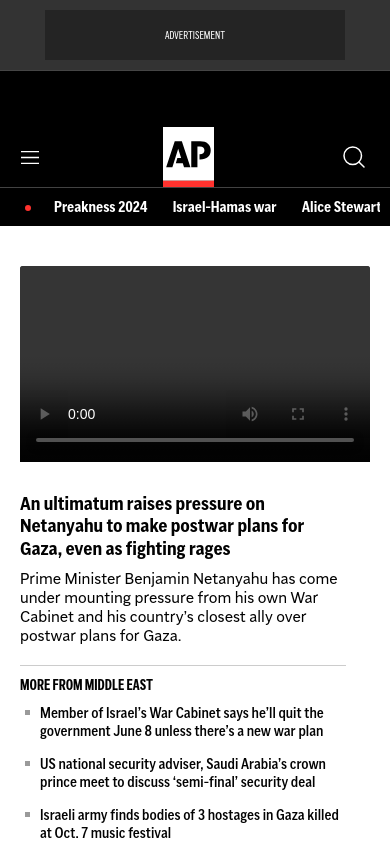 ADVERTISEMENT
AP
Preakness 2024 Israel-Hamas war Alice Stewart
0:00
An ultimatum raises pressure on
Netanyahu to make postwar plans for
Gaza, even as fighting rages
Prime Minister Benjamin Netanyahu has come
under mounting pressure from his own War
Cabinet and his country’s closest ally over
postwar plans for Gaza.
MORE FROM MIDDLE EAST
Member of Israel’s War Cabinet says he’ll quit the
government June 8 unless there’s a new war plan
US national security adviser, Saudi Arabia’s crown
prince meet to discuss ‘semi-final’ security deal
Israeli army finds bodies of 3 hostages in Gaza killed
at Oct. 7 music festival